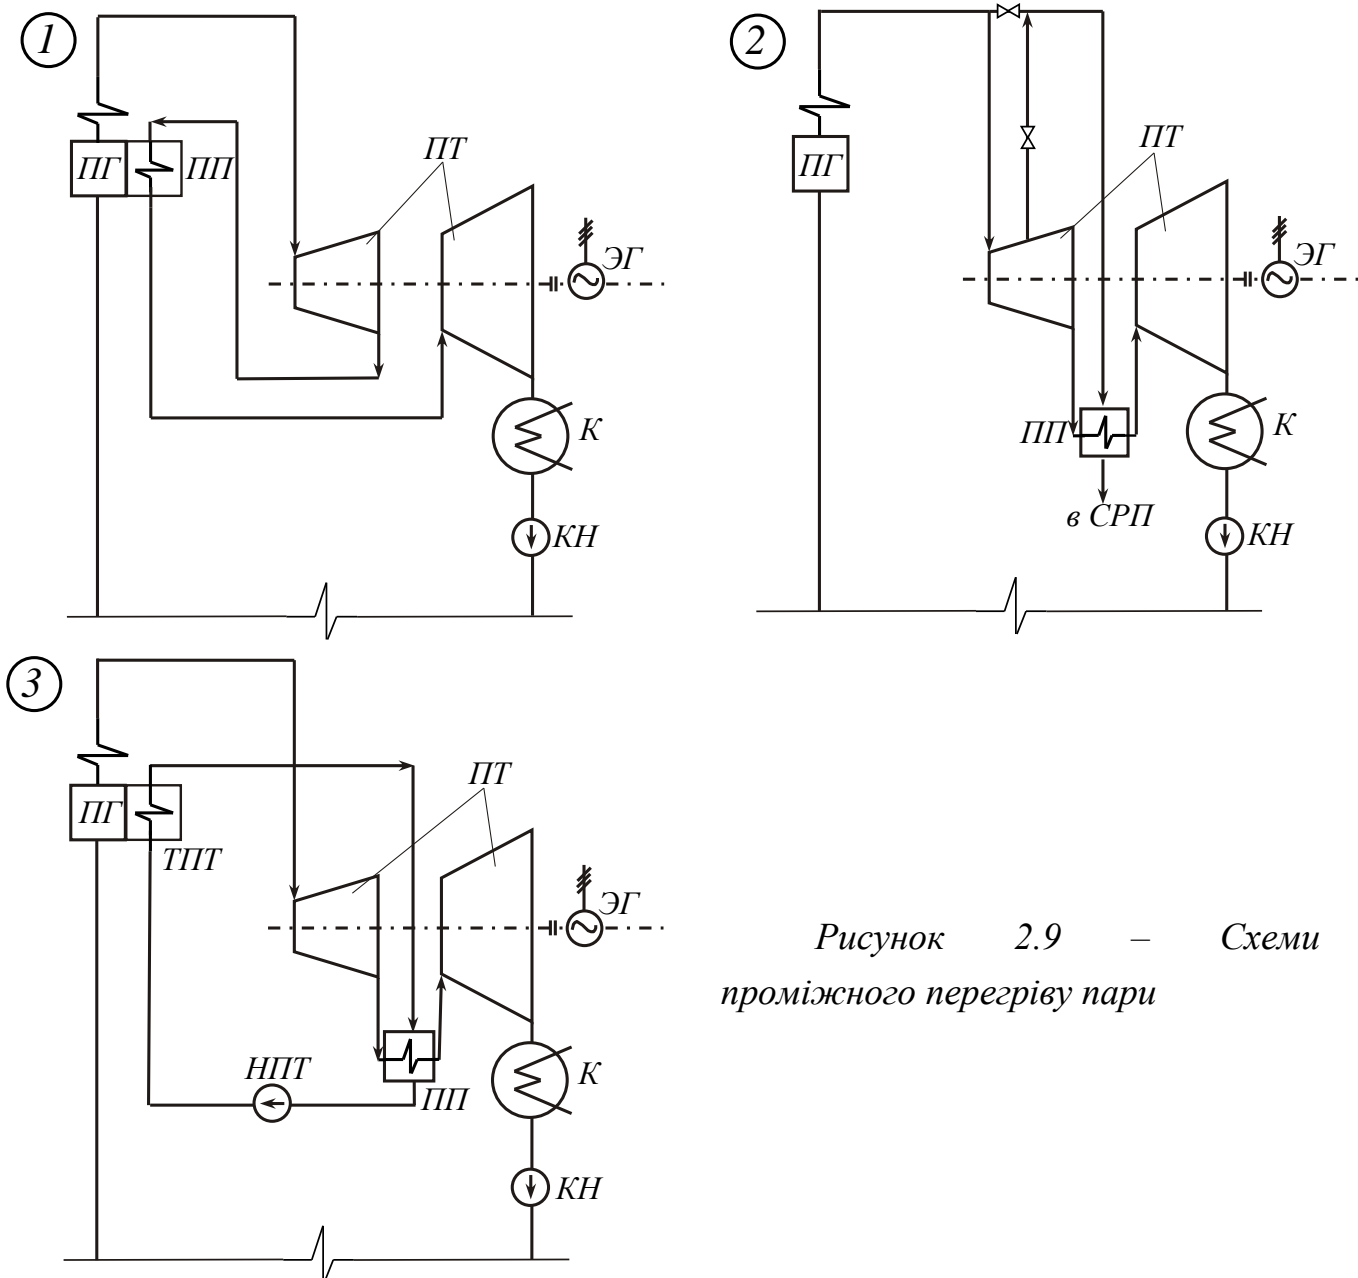 1
ПГ
ПП
ПТ
ЭГ
К
КН
2
ПГ
ПТ
ЭГ
ПП
К
в СРП
КН
3
ПГ
ТПТ
ПТ
ЭГ
НПТ
ПП
К
КН
Рисунок 2.9 – Схеми
проміжного перегріву пари